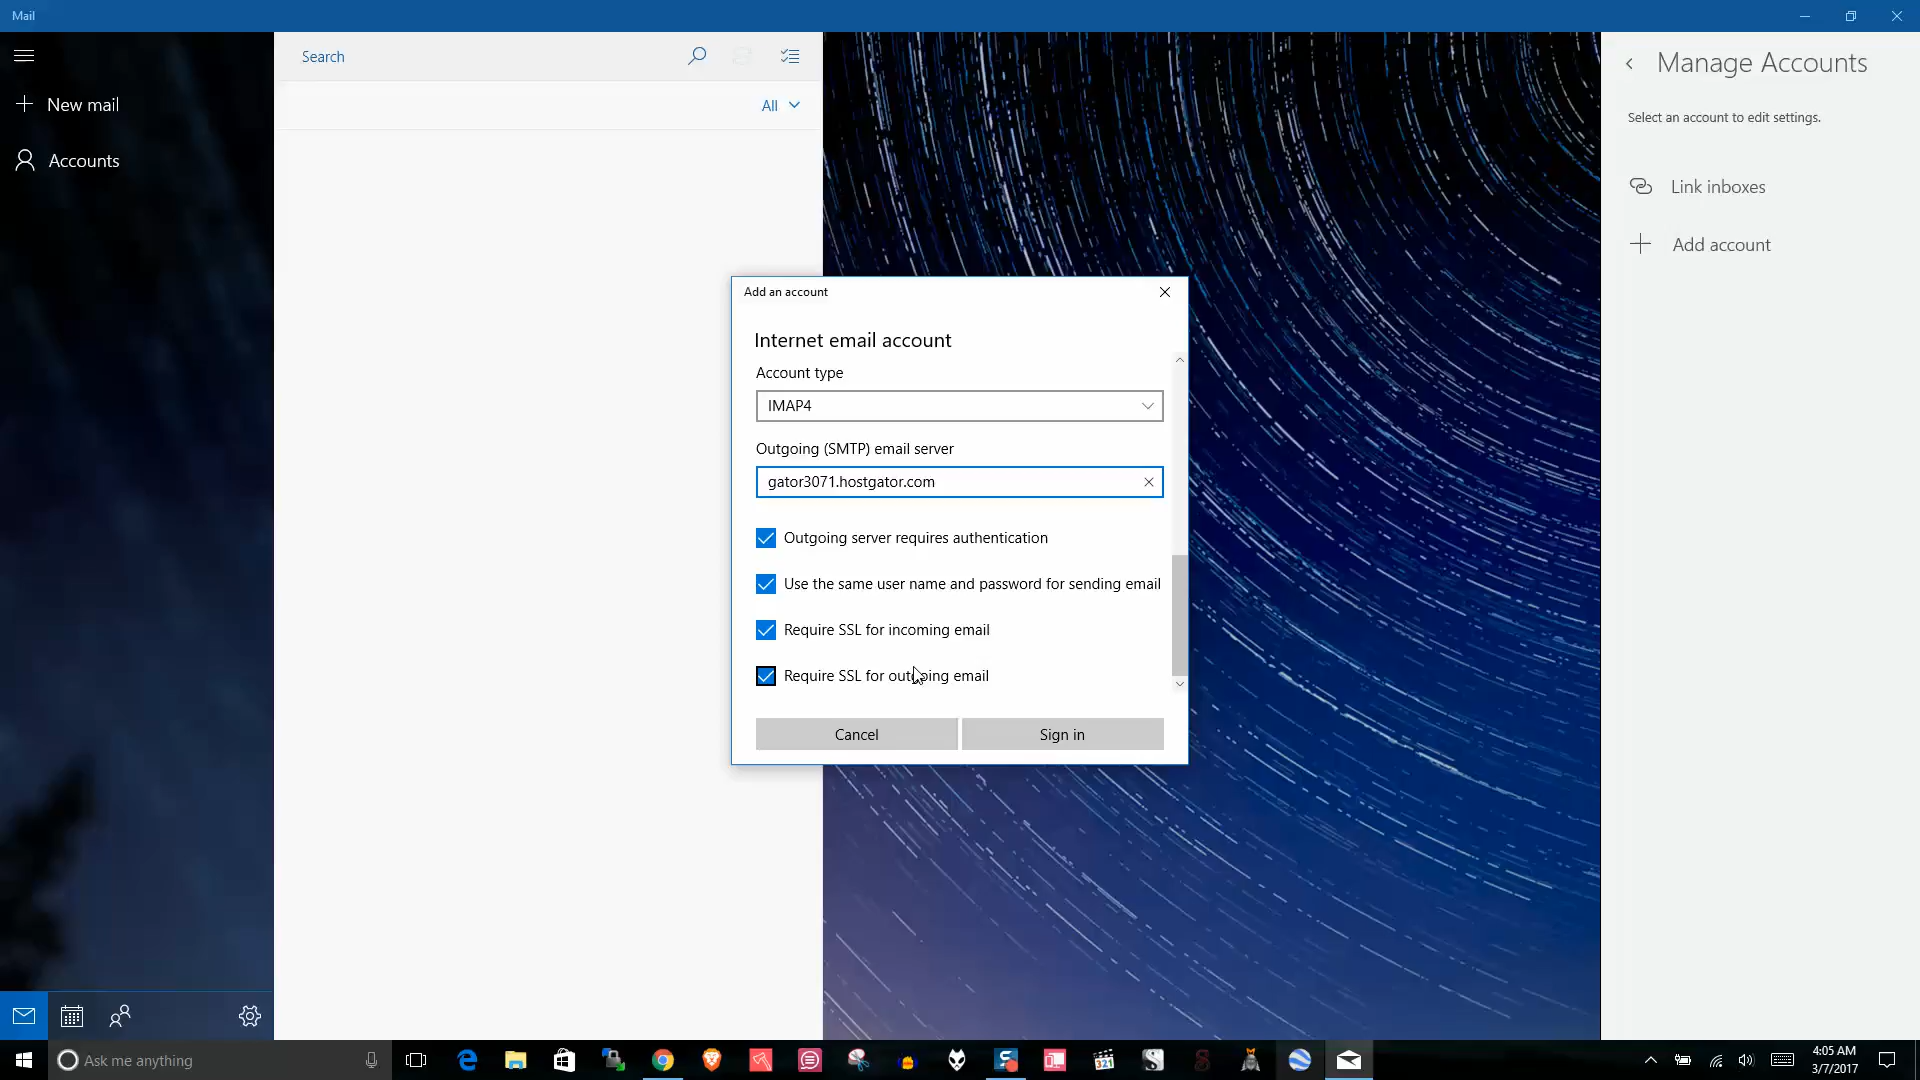 Mail
Search
New mail
All
Accounts
Manage Accounts
Select an account to edit settings.
Link inboxes
Add account
Add an account
Internet email account
Account type
IMAP4
Outgoing (SMTP) email server
gator3071.hostgator.com
Outgoing server requires authentication
Use the same user name and password for sending email
Require SSL for incoming email
Require SSL for outgoing email
Cancel
Sign in
Ask me anything
321
4:05 AM
3/7/2017